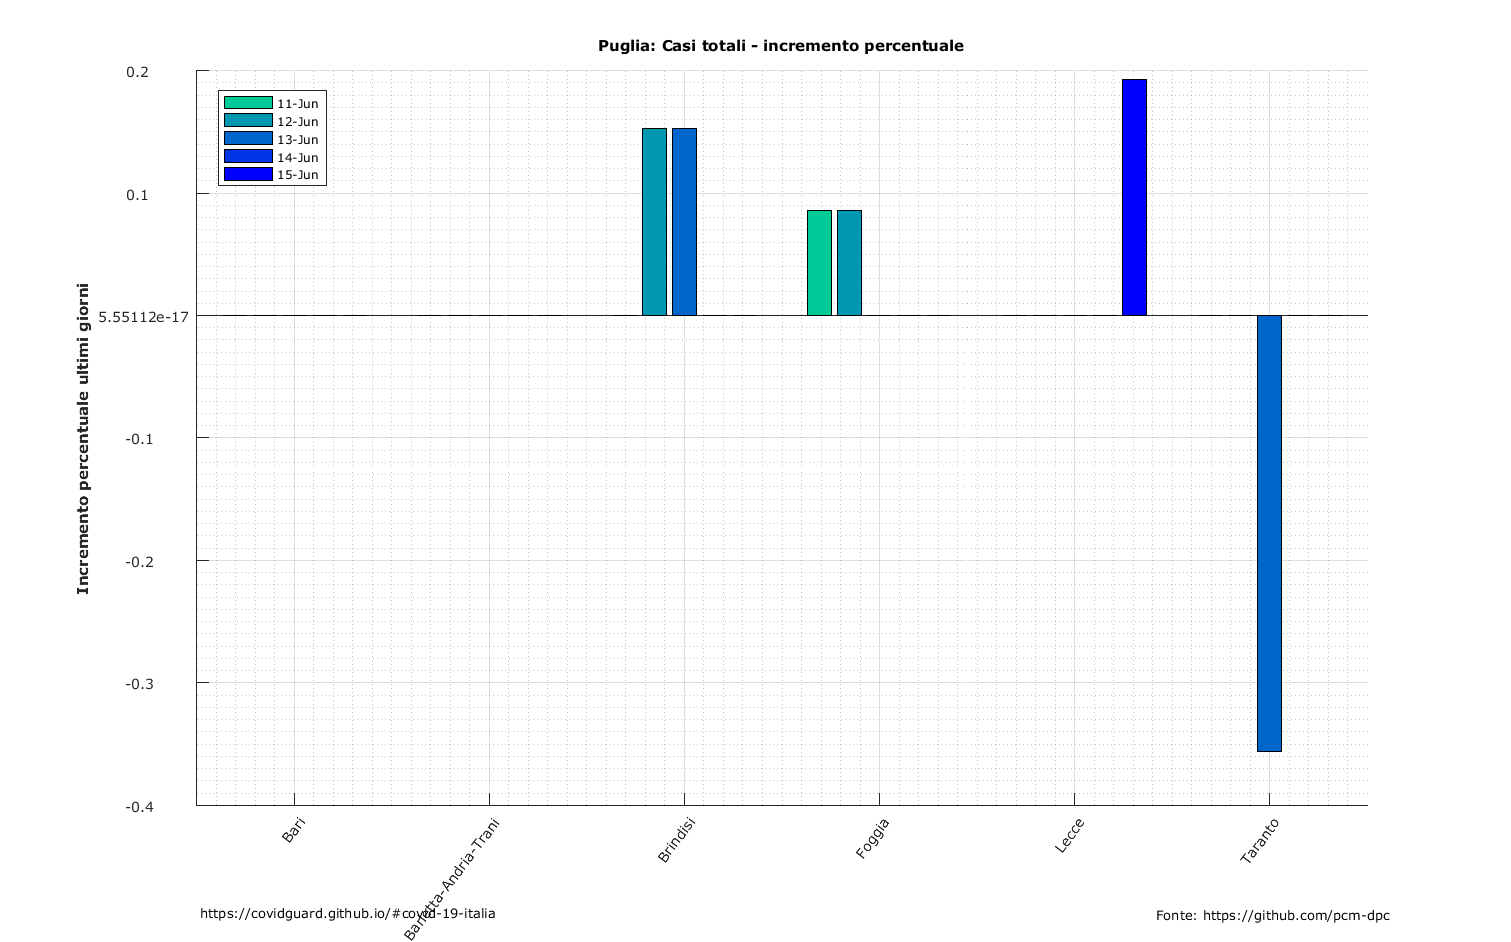 Puglia: Casi totali - incremento percentuale
Incremento percentuale ultimi giorni
0.2
0.1
5.55112e-17
-0.1
-0.2
-0.3
-0.4
11-Jun
12-Jun
13-Jun
14-Jun
15-Jun
Bari
Barletta-Andria-Trani
Brindisi
Foggia
Lecce
Taranto
https://covidguard.github.io/#covid-19-italia
Fonte: https://github.com/pcm-dpc